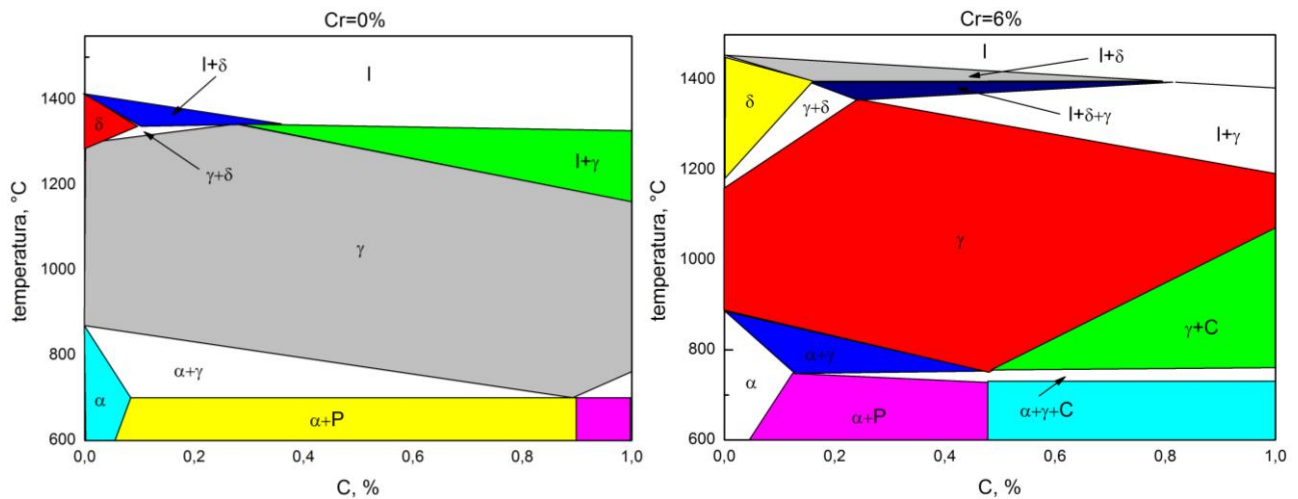 Cr=0%
temperatura, °C
1400
1200
1000
800
600
l+δ
l
δ
γ+δ
l+γ
γ
α+γ
α
α+P
0,0 0,2 0,4 0,6 0,8 1,0
C, %
Cr=6%
temperatura, °C
1400
1200
1000
800
600
l
l+δ
δ
γ+δ
l+δ+γ
l+γ
γ
γ+C
α+γ
α
α+P
α+γ+C
0,0 0,2 0,4 0,6 0,8 1,0
C, %